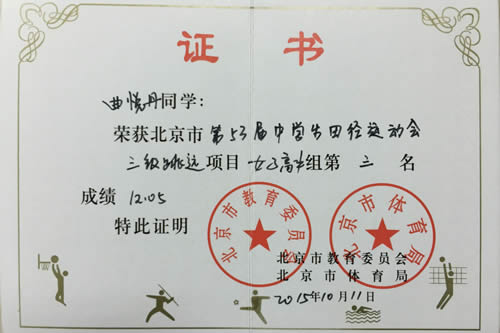 证 书
曲悦丹同学：
荣获北京市第53届中学生田径运动会
三级跳远项目女子高中组第三名
成绩 12.05
特此证明
北京市教育委员会
北京市体育局
北京市教育委员会
北京市体育局
2015年10月11日